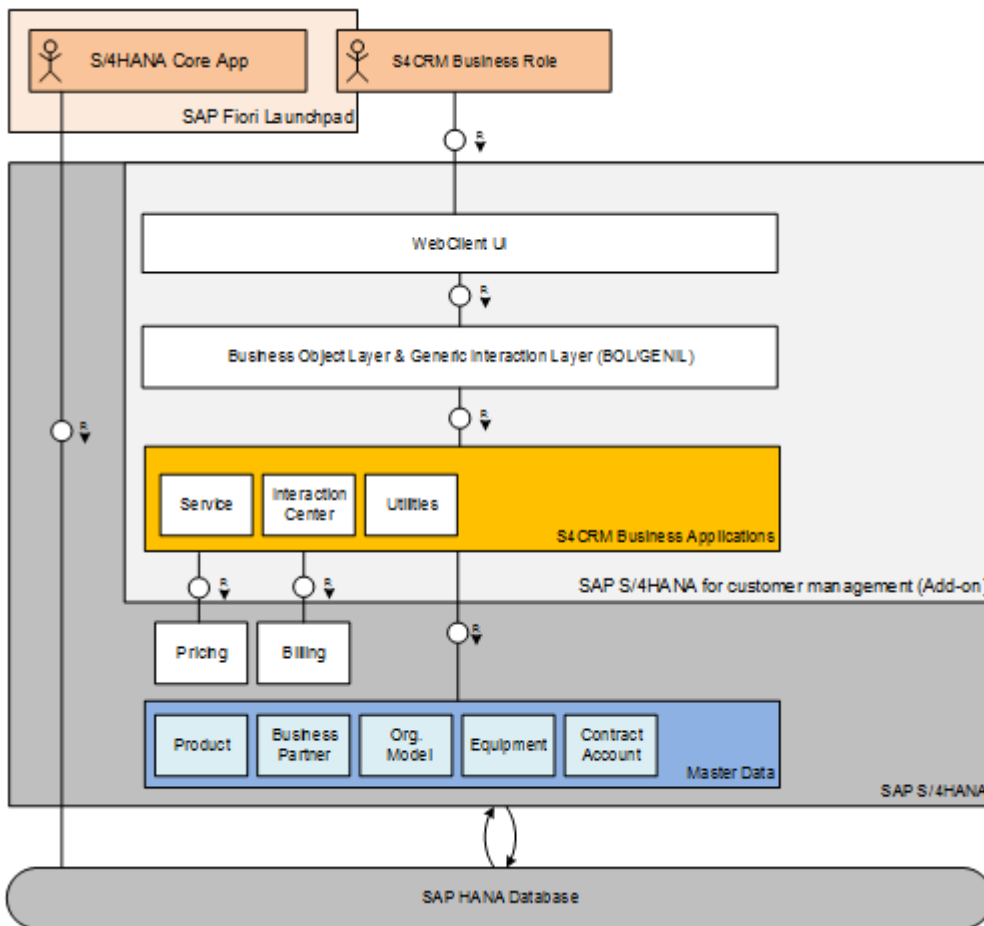 S/4HANA Core App
S4CRM Business Role
SAP Fiori Launchpad
R
WebClient UI
R
Business Object Layer & Generic Interaction Layer (BOL/GENIL)
R
R
Service
Interaction
Center
Utilities
S4CRM Business Applications
R
R
SAP S/4HANA for customer management (Add-on)
R
Pricing
Billing
Product
Business
Partner
Org.
Model
Equipment
Contract
Account
Master Data
SAP S/4HANA
SAP HANA Database